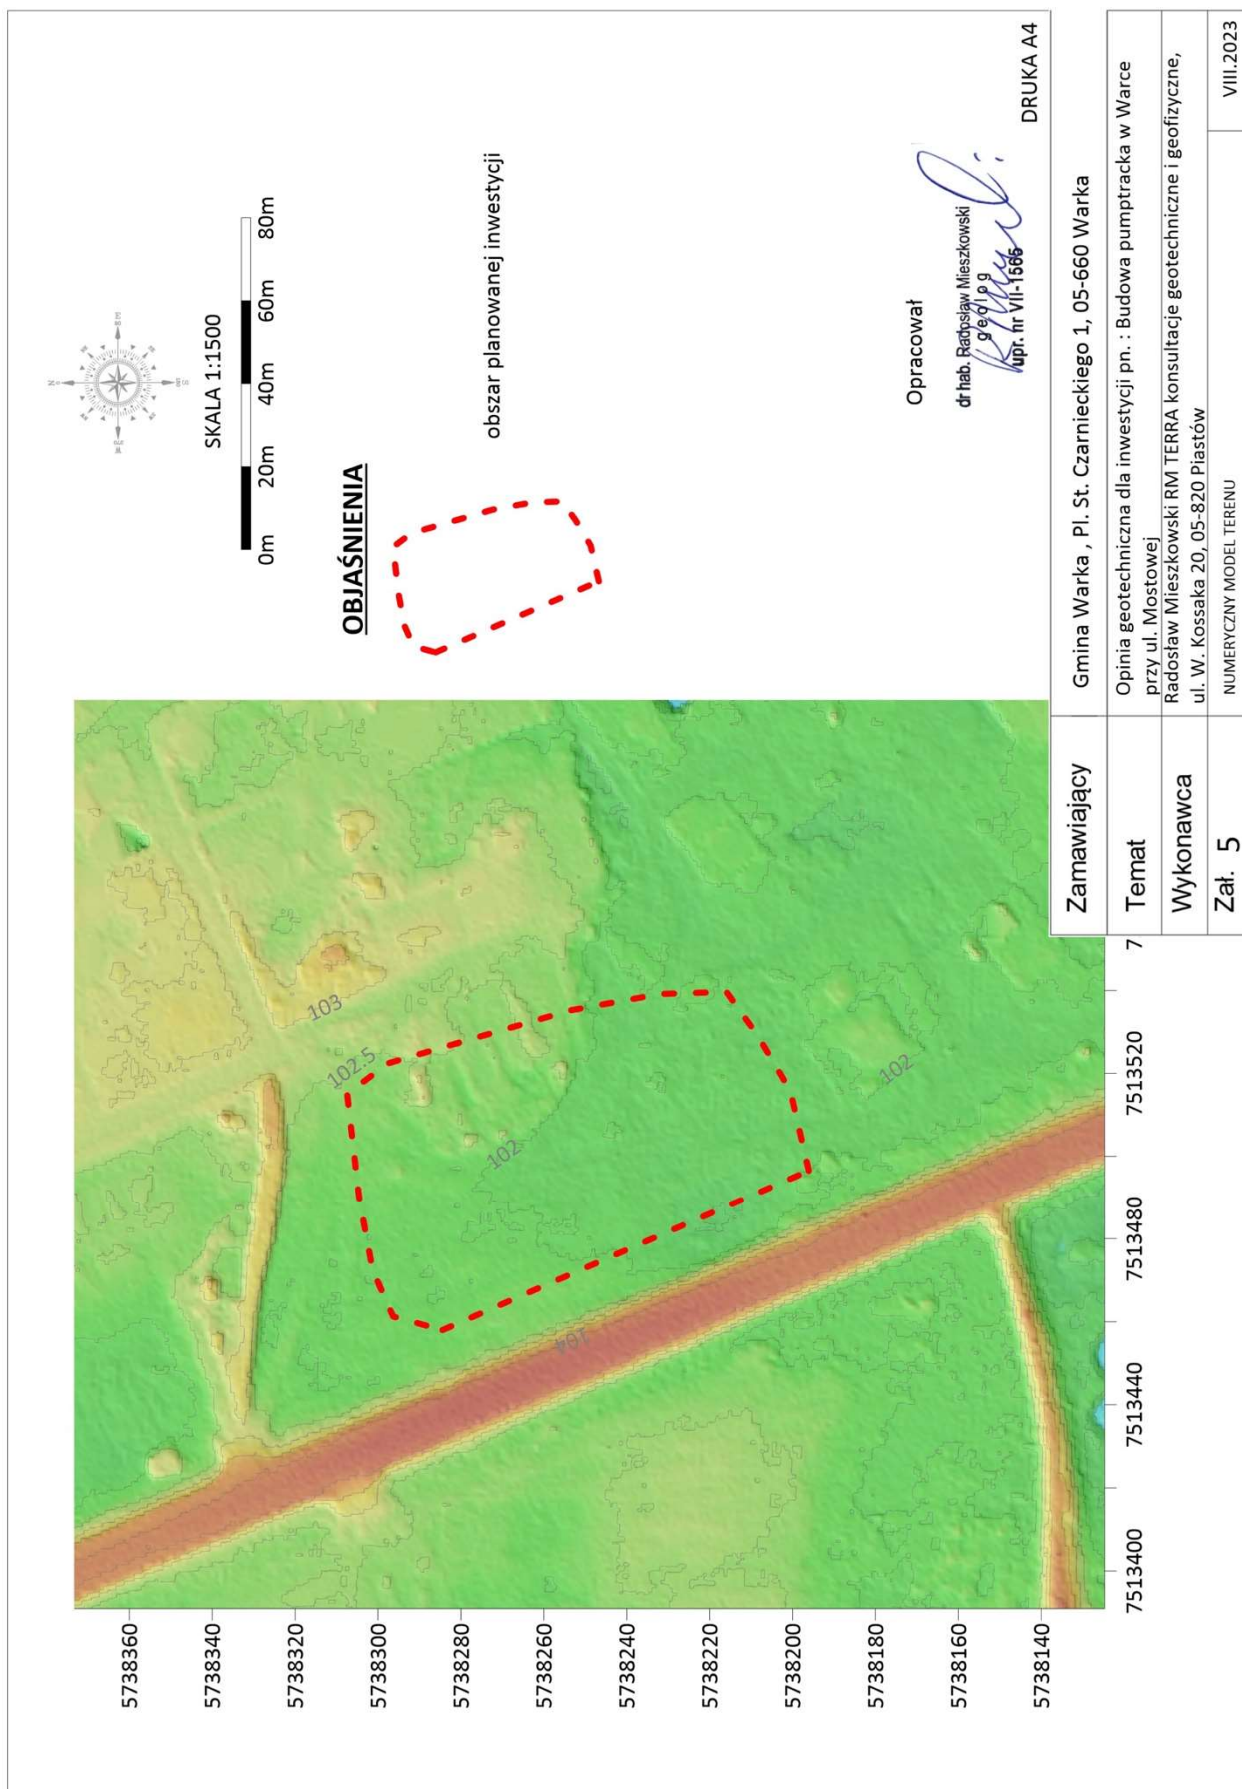 N
W
E
S
SKALA 1:1500
0m 20m 40m 60m 80m
OBJAŚNIENIA
obszar planowanej inwestycji
Opracował
dr hab. Radosław Mieszkowski
geolog
upr. nr VII-1565
DRUKA A4
5738360
5738340
5738320
5738300
5738280
5738260
5738240
5738220
5738200
5738180
5738160
5738140
103
102.5
102
102
104
7513400 7513440 7513480 7513520 7
Zamawiający
Gmina Warka , Pl. St. Czarnieckiego 1, 05-660 Warka
Temat
Opinia geotechniczna dla inwestycji pn. : Budowa pumptracka w Warce
przy ul. Mostowej
Wykonawca
Radosław Mieszkowski RM TERRA konsultacje geotechniczne i geofizyczne,
ul. W. Kossaka 20, 05-820 Piastów
Zał. 5
NUMERYCZNY MODEL TERENU
VIII.2023